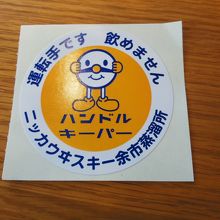 運転手です 飲めません
ハンドル
キーパー
ニッカウヰスキー余市蒸溜所